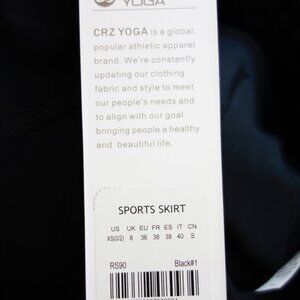 YOGA
CRZ YOGA is a global
popular athletic apparel
brand. We're constantly
updating our clothing
fabric and style to meet
our people's needs and
to align with our goal
bringing people a healthy
and beautiful life.
SPORTS SKIRT
US UK EU FR ES IT CN
XS(0/2) 8 36 38 38 40 S
RS90 Black#1